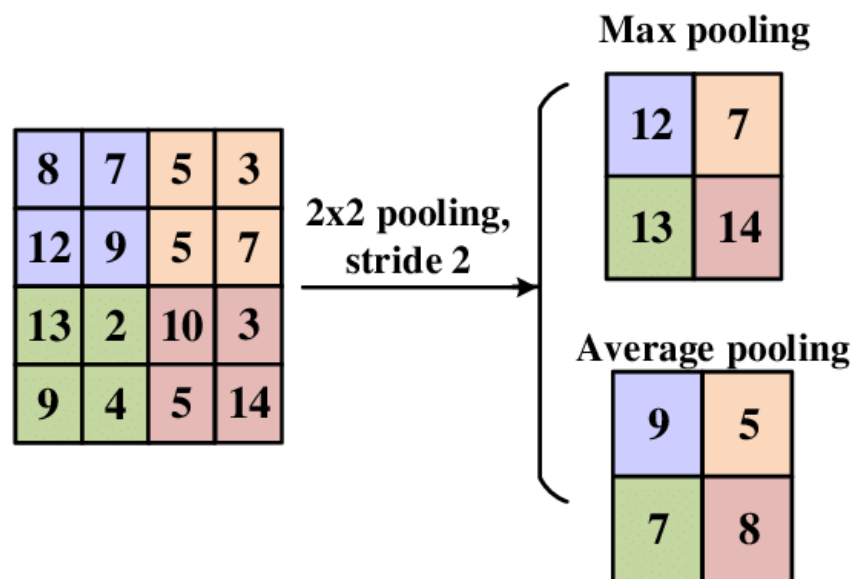 Max pooling
12 7
13 14
8 7 5 3
12 9 5 7
13 2 10 3
9 4 5 14
2x2 pooling,
stride 2
Average pooling
9 5
7 8